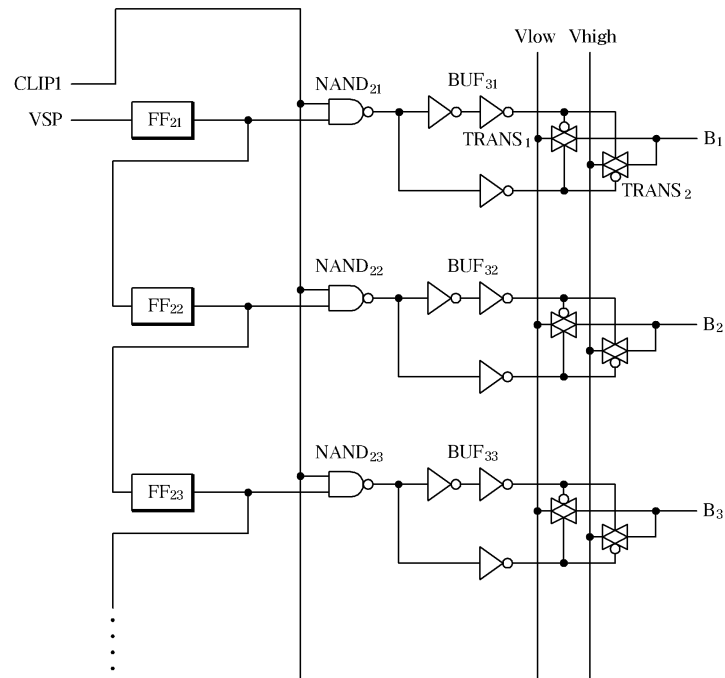 Vlow Vhigh
CLIP1
NAND21 BUF31
VSP FF21
TRANS1 B1
TRANS2
NAND22 BUF32
FF22
B2
NAND23 BUF33
FF23
B3